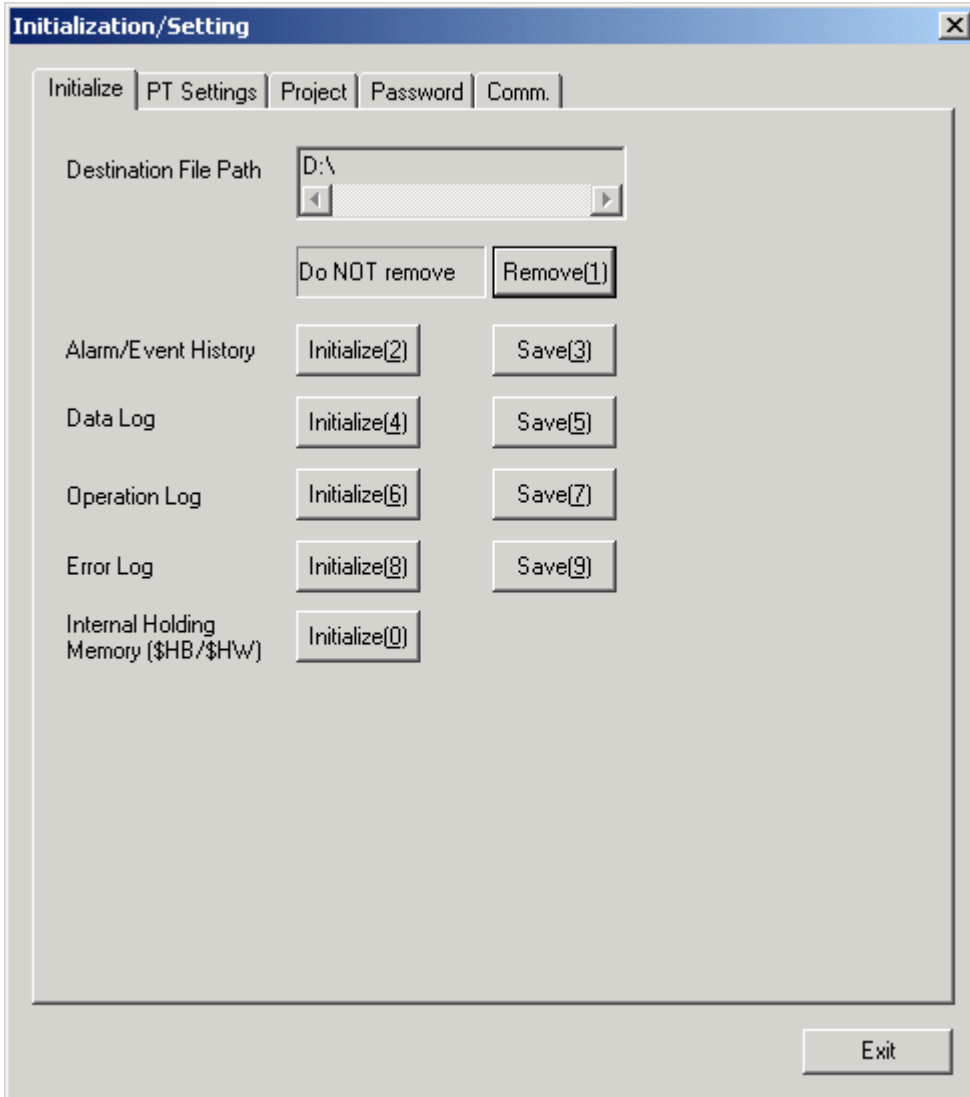 Initialization/Setting
Initialize PT Settings Project Password Comm.
Destination File Path D:\
Do NOT remove Remove(1)
Alarm/Event History Initialize(2) Save(3)
Data Log Initialize(4) Save(5)
Operation Log Initialize(6) Save(7)
Error Log Initialize(8) Save(9)
Internal Holding
Memory ($HB/$HW) Initialize(0)
Exit